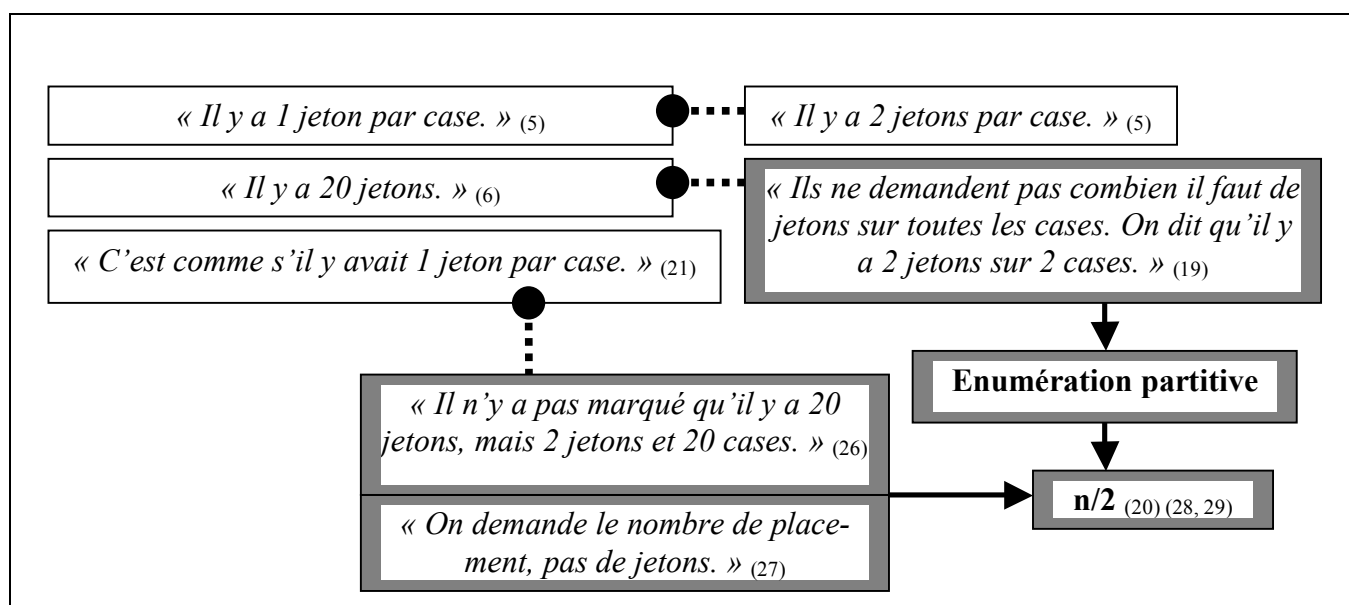 « Il y a 1 jeton par case. » (5)
« Il y a 2 jetons par case. » (5)
« Il y a 20 jetons. » (6)
« Ils ne demandent pas combien il faut de
jetons sur toutes les cases. On dit qu’il y
a 2 jetons sur 2 cases. » (19)
« C’est comme s’il y avait 1 jeton par case. » (21)
Enumération partitive
« Il n’y a pas marqué qu’il y a 20
jetons, mais 2 jetons et 20 cases. » (26)
n/2 (20) (28, 29)
« On demande le nombre de place-
ment, pas de jetons. » (27)